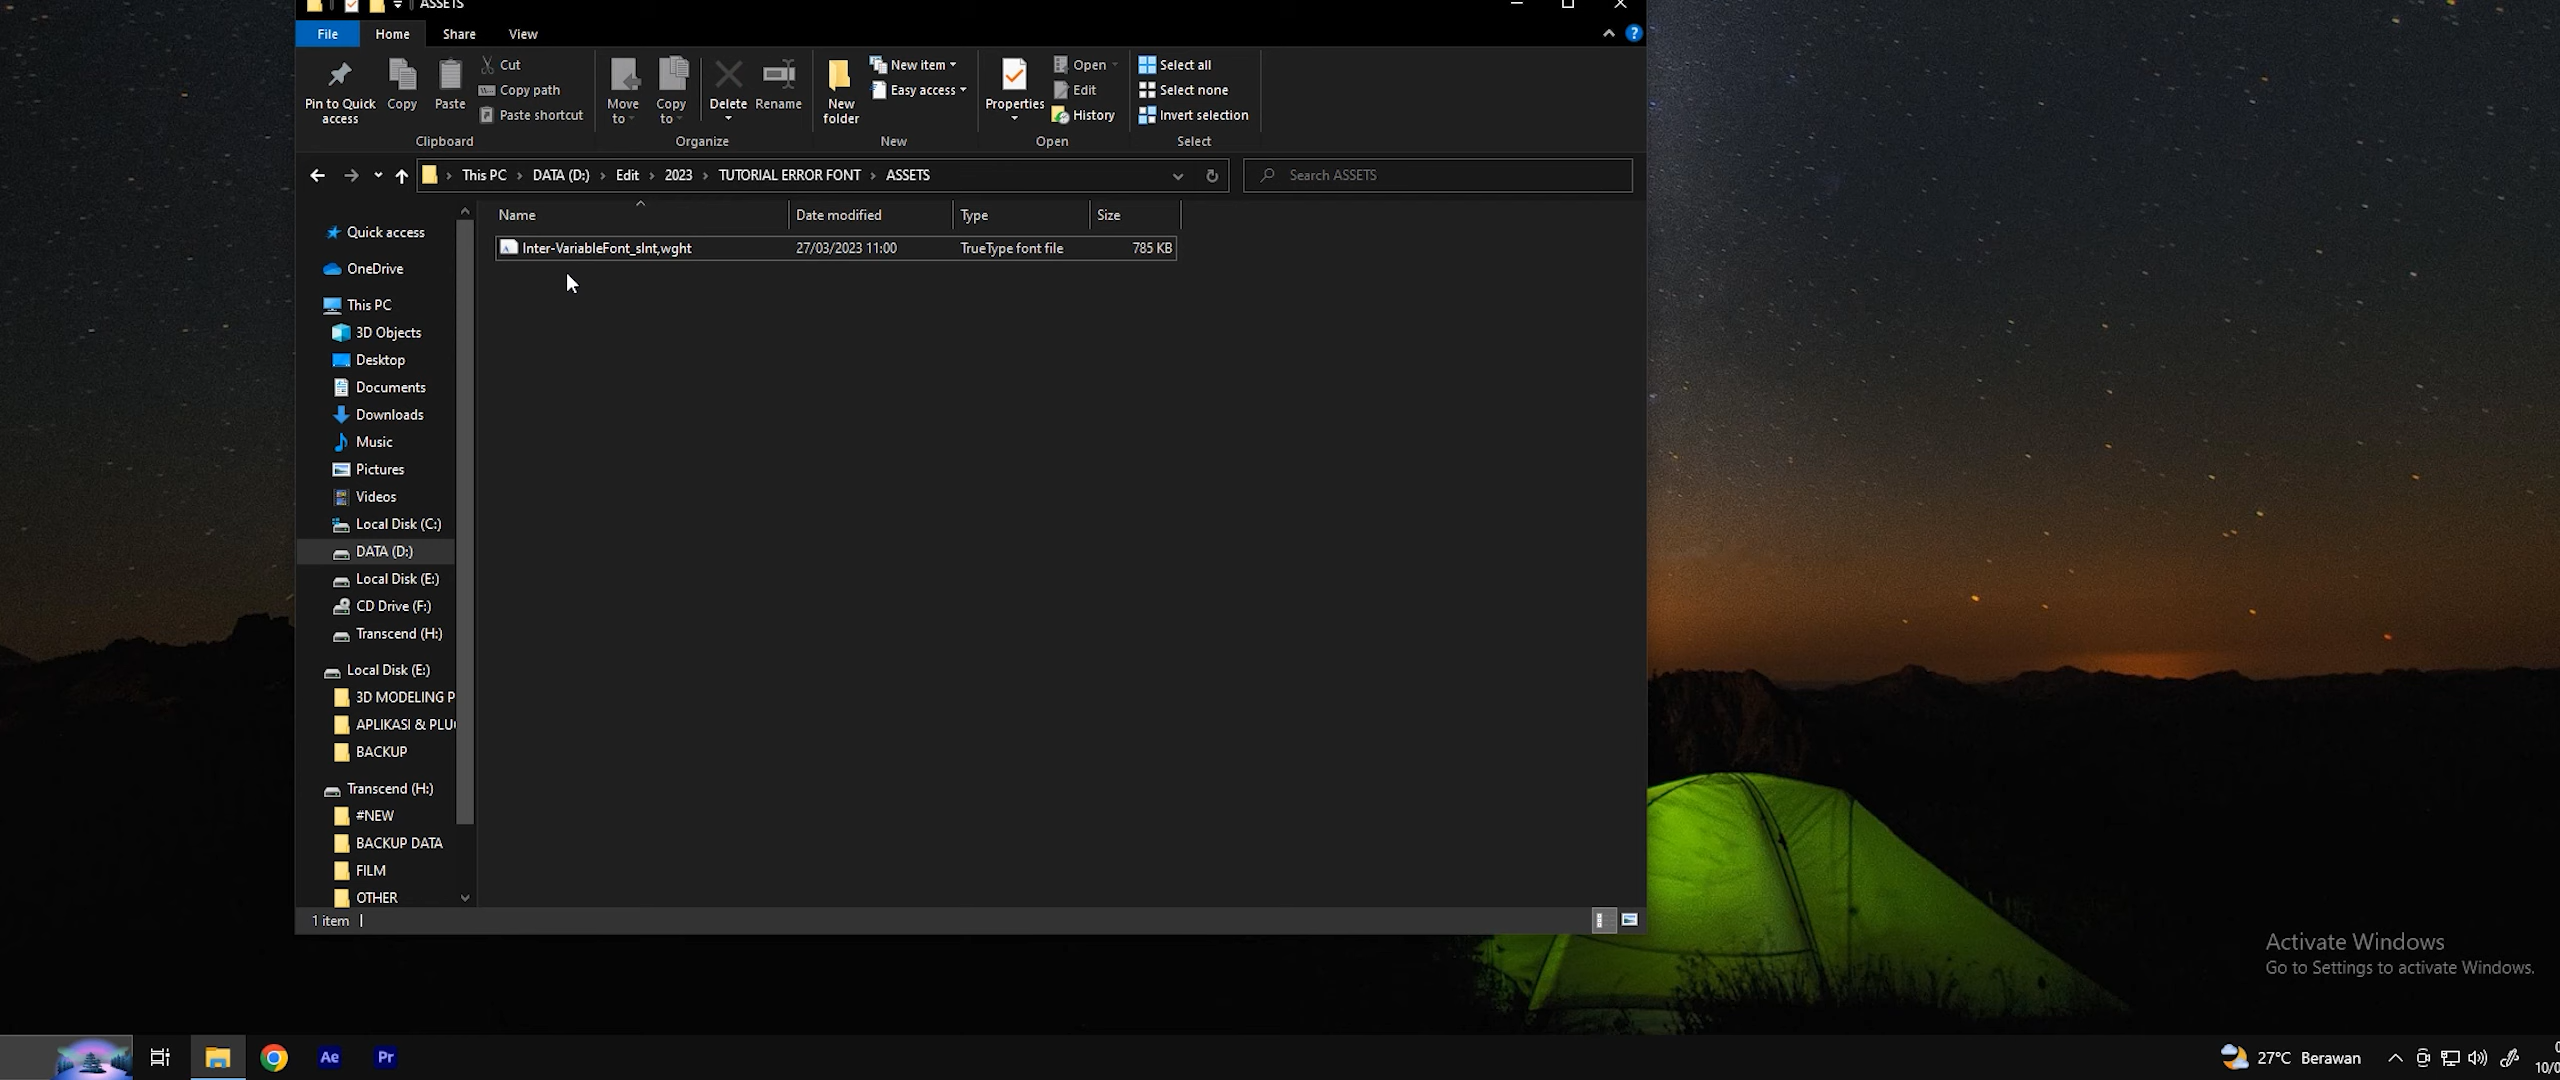 ASSETS
File Home Share View
Pin to Quick access
Copy
Paste
Cut
Copy path
Paste shortcut
Clipboard
Move to
Copy to
Delete
Rename
Organize
New folder
New item
Easy access
New
Properties
Open
Edit
History
Open
Select all
Select none
Invert selection
Select
This PC > DATA (D:) > Edit > 2023 > TUTORIAL ERROR FONT > ASSETS
Search ASSETS
Name Date modified Type Size
Inter-VariableFont_slnt,wght 27/03/2023 11:00 TrueType font file 785 KB
Quick access
OneDrive
This PC
3D Objects
Desktop
Documents
Downloads
Music
Pictures
Videos
Local Disk (C:)
DATA (D:)
Local Disk (E:)
CD Drive (F:)
Transcend (H:)
Local Disk (E:)
3D MODELING P
APLIKASI & PLU
BACKUP
Transcend (H:)
#NEW
BACKUP DATA
FILM
OTHER
1 item
Activate Windows
Go to Settings to activate Windows.
Ae Pr
27°C Berawan